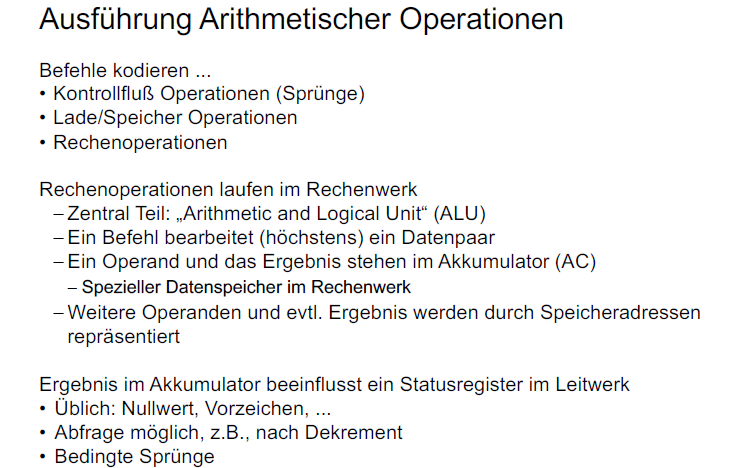 Ausführung Arithmetischer Operationen
Befehle kodieren ...
• Kontrollfluß Operationen (Sprünge)
• Lade/Speicher Operationen
• Rechenoperationen
Rechenoperationen laufen im Rechenwerk
– Zentral Teil: „Arithmetic and Logical Unit“ (ALU)
– Ein Befehl bearbeitet (höchstens) ein Datenpaar
– Ein Operand und das Ergebnis stehen im Akkumulator (AC)
– Spezieller Datenspeicher im Rechenwerk
– Weitere Operanden und evtl. Ergebnis werden durch Speicheradressen
repräsentiert
Ergebnis im Akkumulator beeinflusst ein Statusregister im Leitwerk
• Üblich: Nullwert, Vorzeichen, ...
• Abfrage möglich, z.B., nach Dekrement
• Bedingte Sprünge